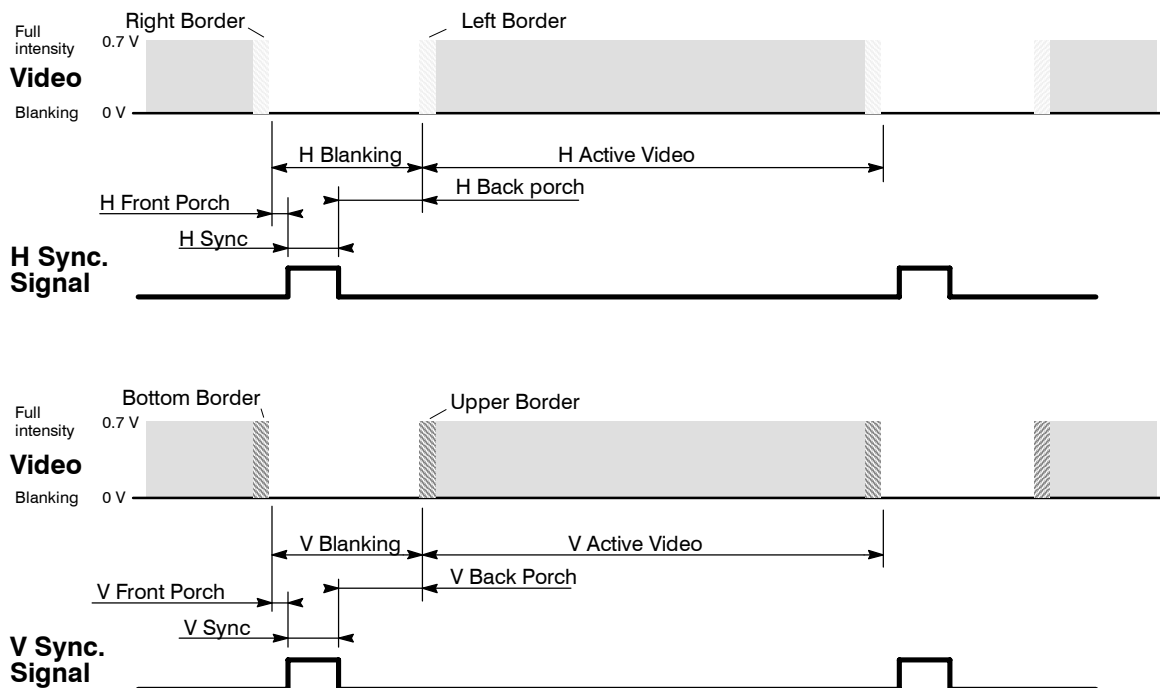 Right Border
Left Border
Full
intensity
0.7 V
Video
Blanking
0 V
H Blanking
H Active Video
H Back porch
H Front Porch
H Sync
H Sync.
Signal
Bottom Border
Upper Border
Full
intensity
0.7 V
Video
Blanking
0 V
V Blanking
V Active Video
V Back Porch
V Front Porch
V Sync
V Sync.
Signal